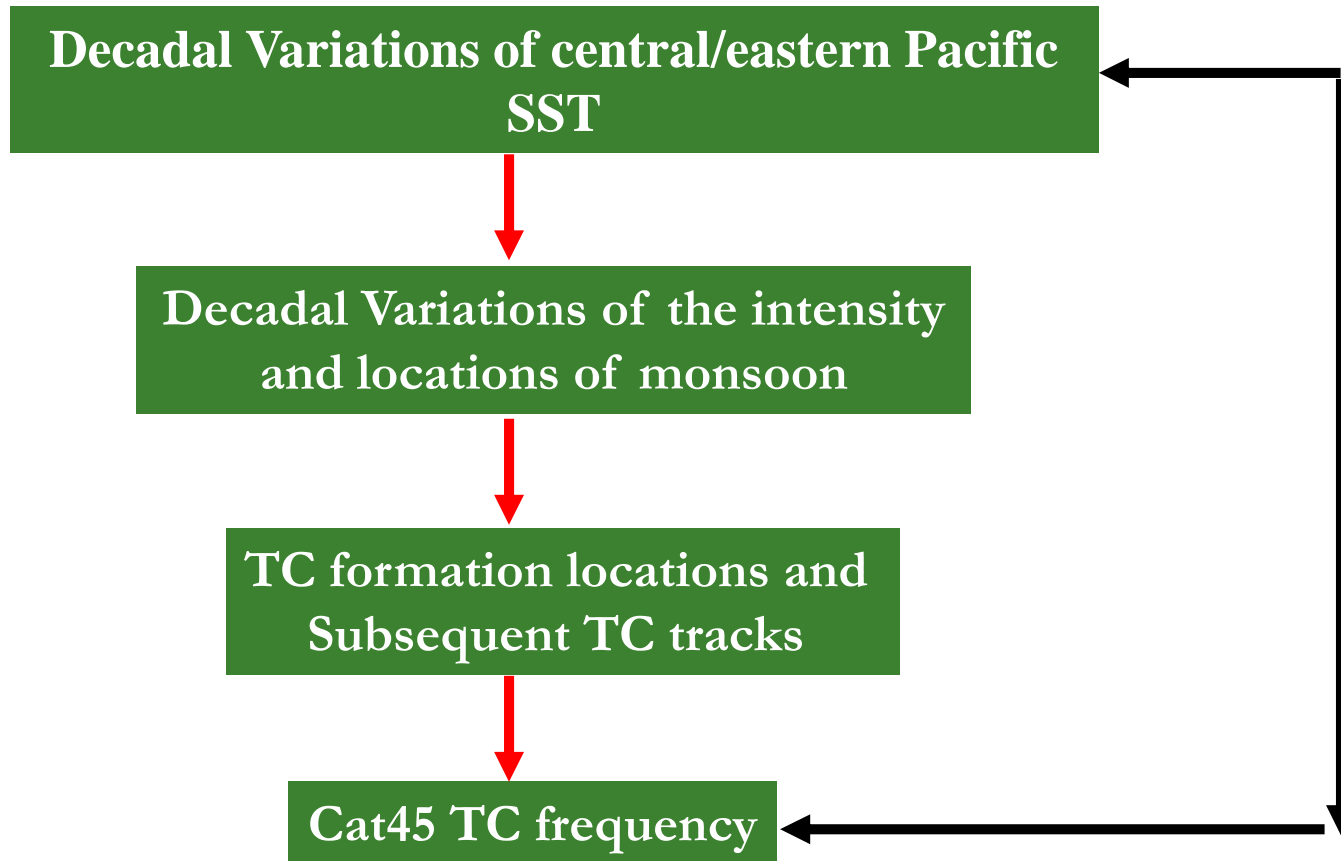 Decadal Variations of central/eastern Pacific
SST
Decadal Variations of the intensity
and locations of monsoon
TC formation locations and
Subsequent TC tracks
Cat45 TC frequency